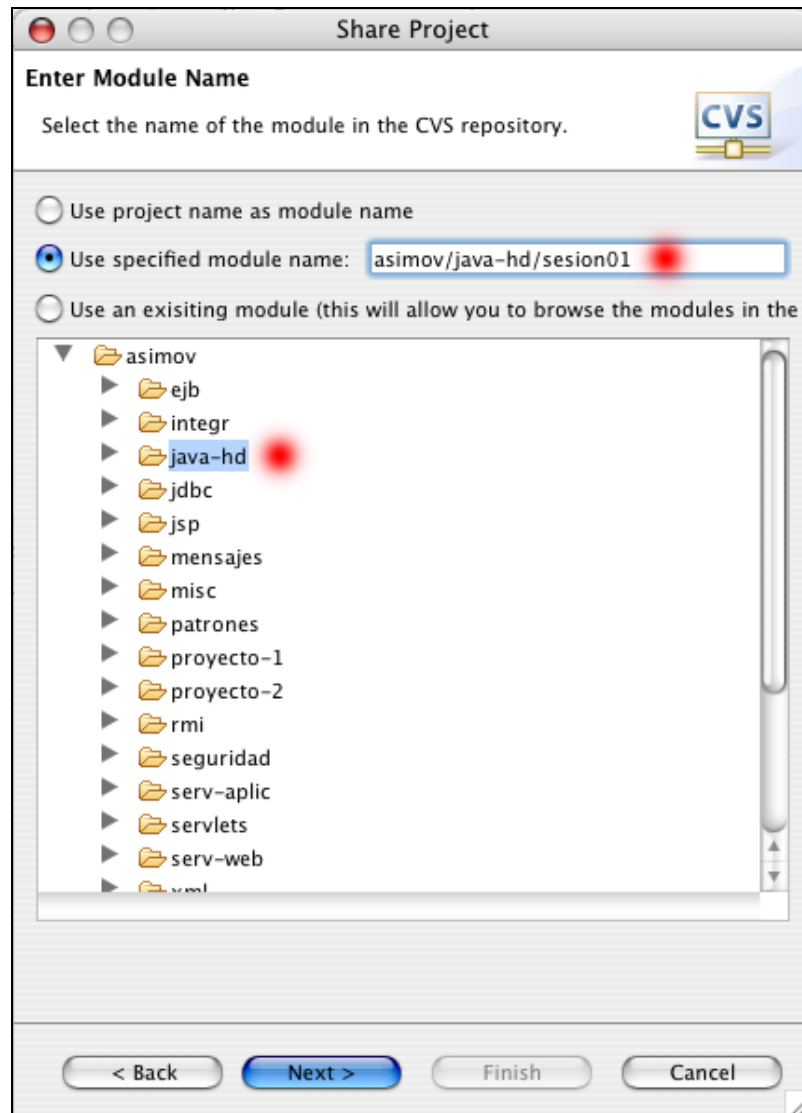 Share Project
Enter Module Name
Select the name of the module in the CVS repository.
CVS
Use project name as module name
Use specified module name: asimov/java-hd/sesion01
Use an exisiting module (this will allow you to browse the modules in the
asimov
ejb
integr
java-hd
jdbc
jsp
mensajes
misc
patrones
proyecto-1
proyecto-2
rmi
seguridad
serv-aplic
servlets
serv-web
xml
< Back Next > Finish Cancel